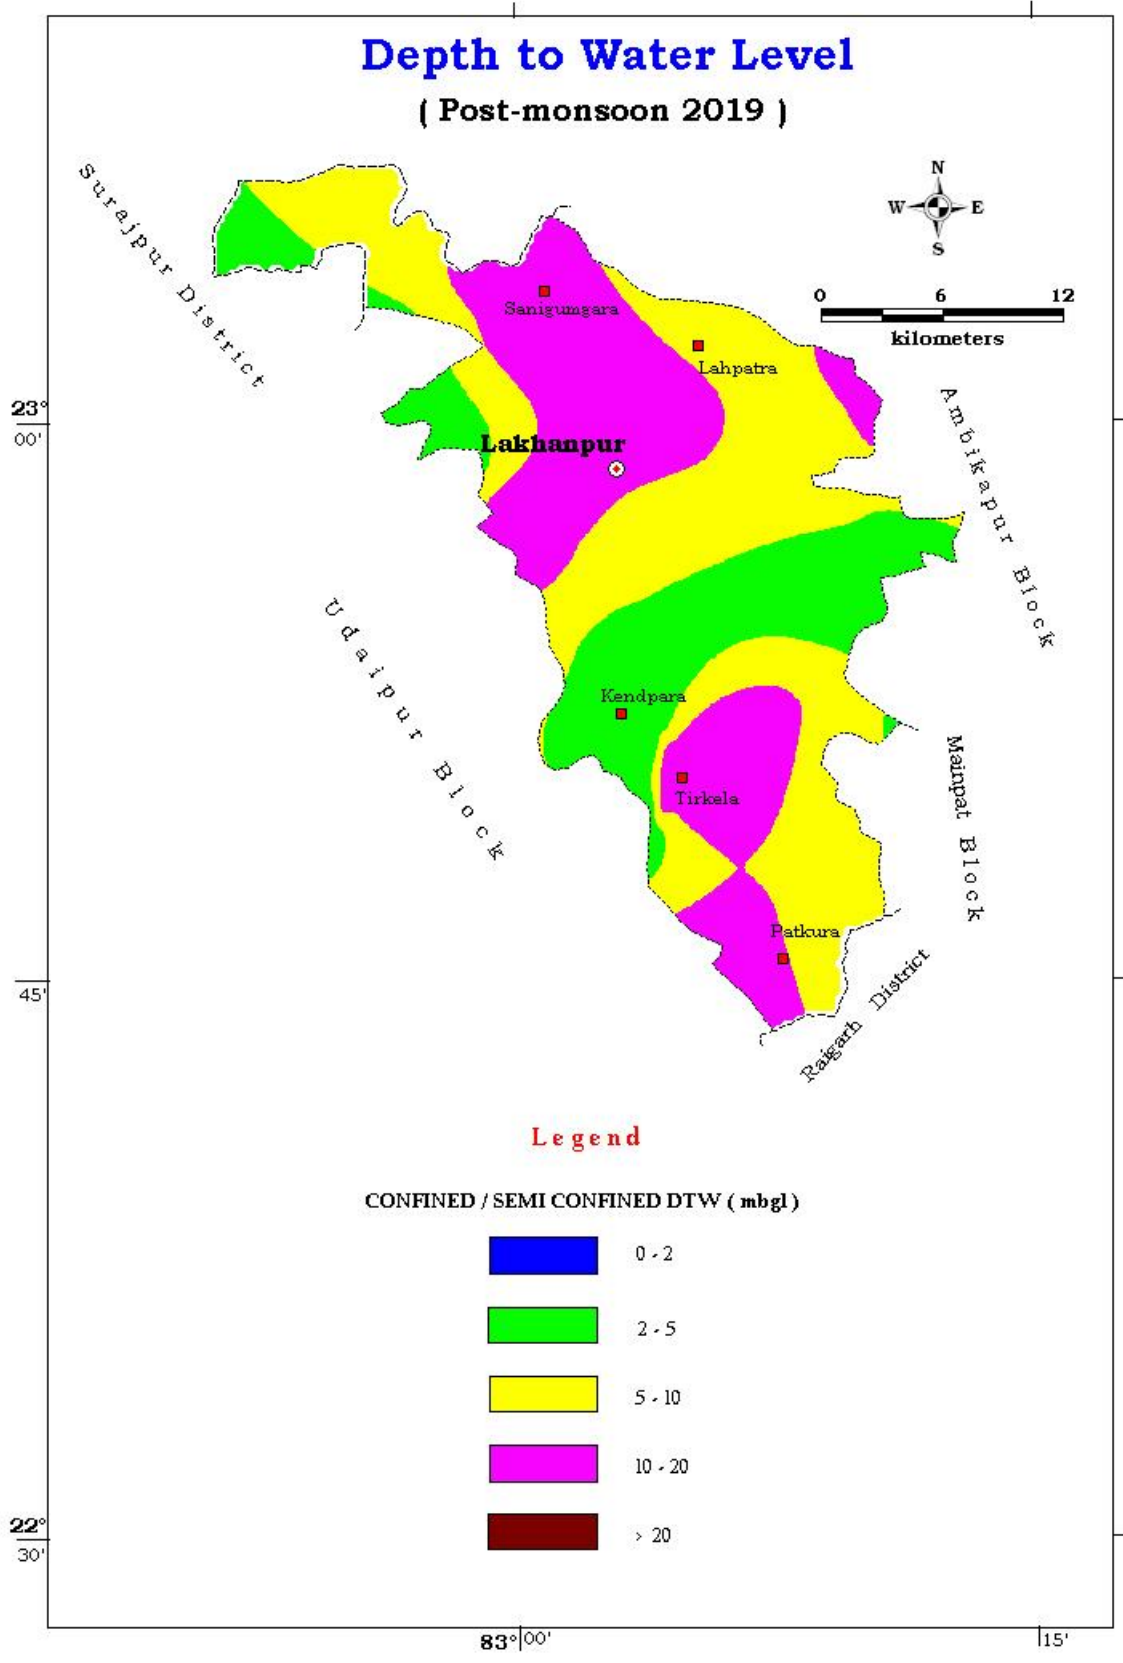 Depth to Water Level
( Post-monsoon 2019 )
Surajpur District
N
W E
S
0 6 12
kilometers
Sanigumgara
Lahpatra
Ambikapur Block
23°
00'
Lakhanpur
Udaipur Block
Kendpara
Mainpat Block
Tirkela
Patkura
Raigarh District
45'
Legend
CONFINED / SEMI CONFINED DTW ( mbgl )
0 - 2
2 - 5
5 - 10
10 - 20
> 20
22°
30'
83° 00' 15'